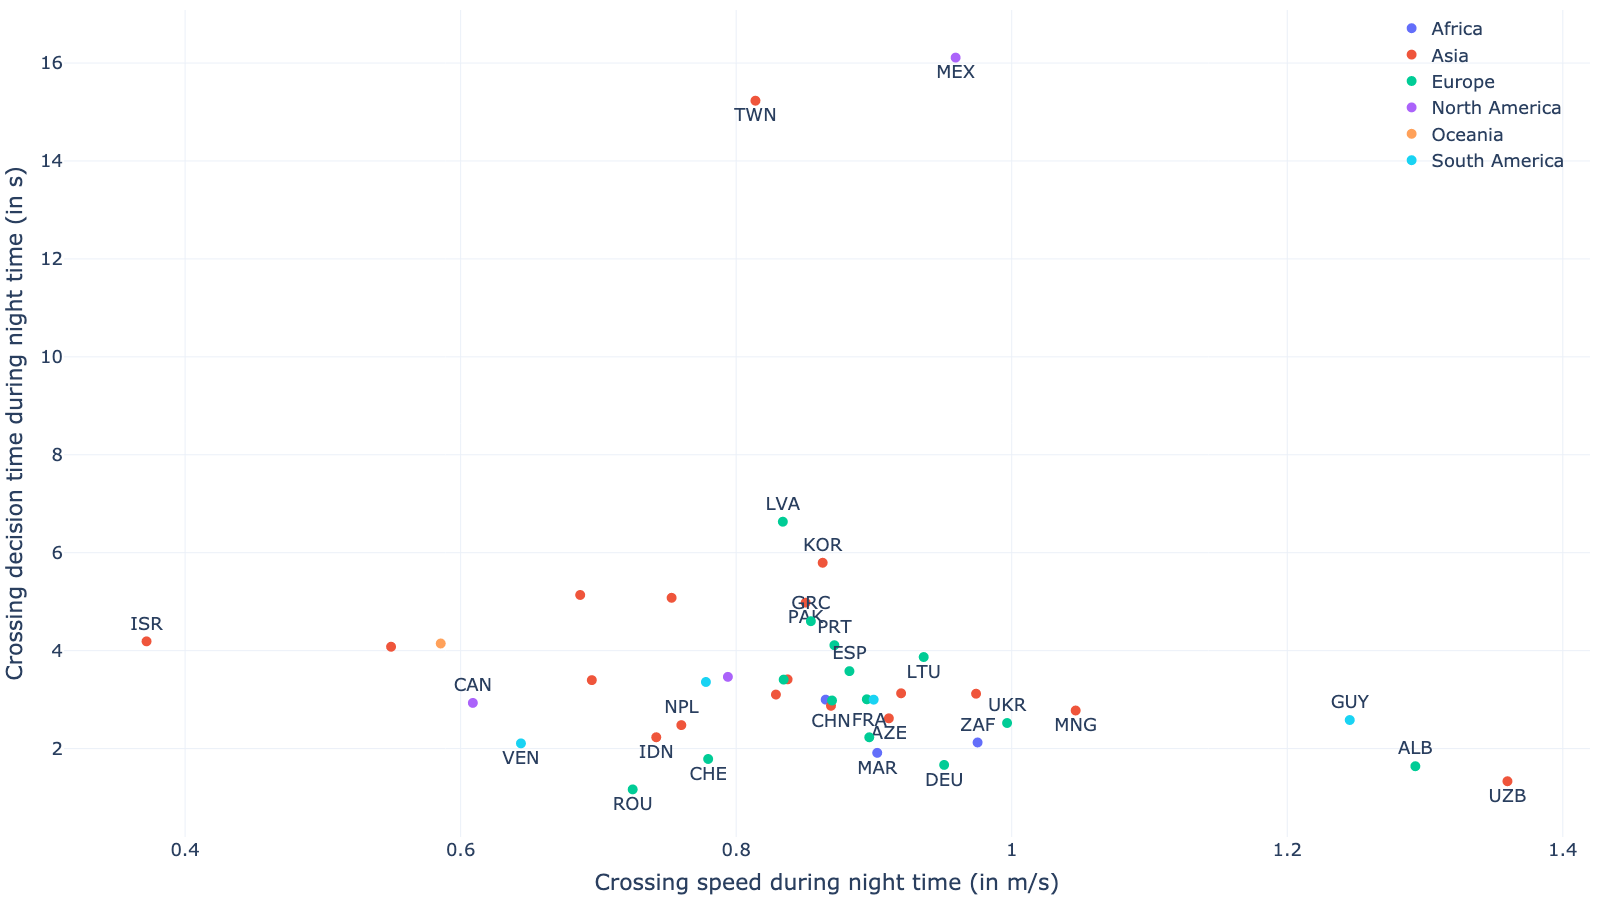 Africa
Asia
Europe
North America
Oceania
South America
16
14
12
10
8
6
4
2
Crossing decision time during night time (in s)
MEX
TWN
LVA
KOR
GRC
PAK
ISR
PRT
ESP
LTU
CAN
NPL
GUY
UKR
CHN
FRA
ZAF
MNG
AZE
IDN
VEN
ALB
MAR
CHE
DEU
UZB
ROU
0.4
0.6
0.8
1
1.2
1.4
Crossing speed during night time (in m/s)